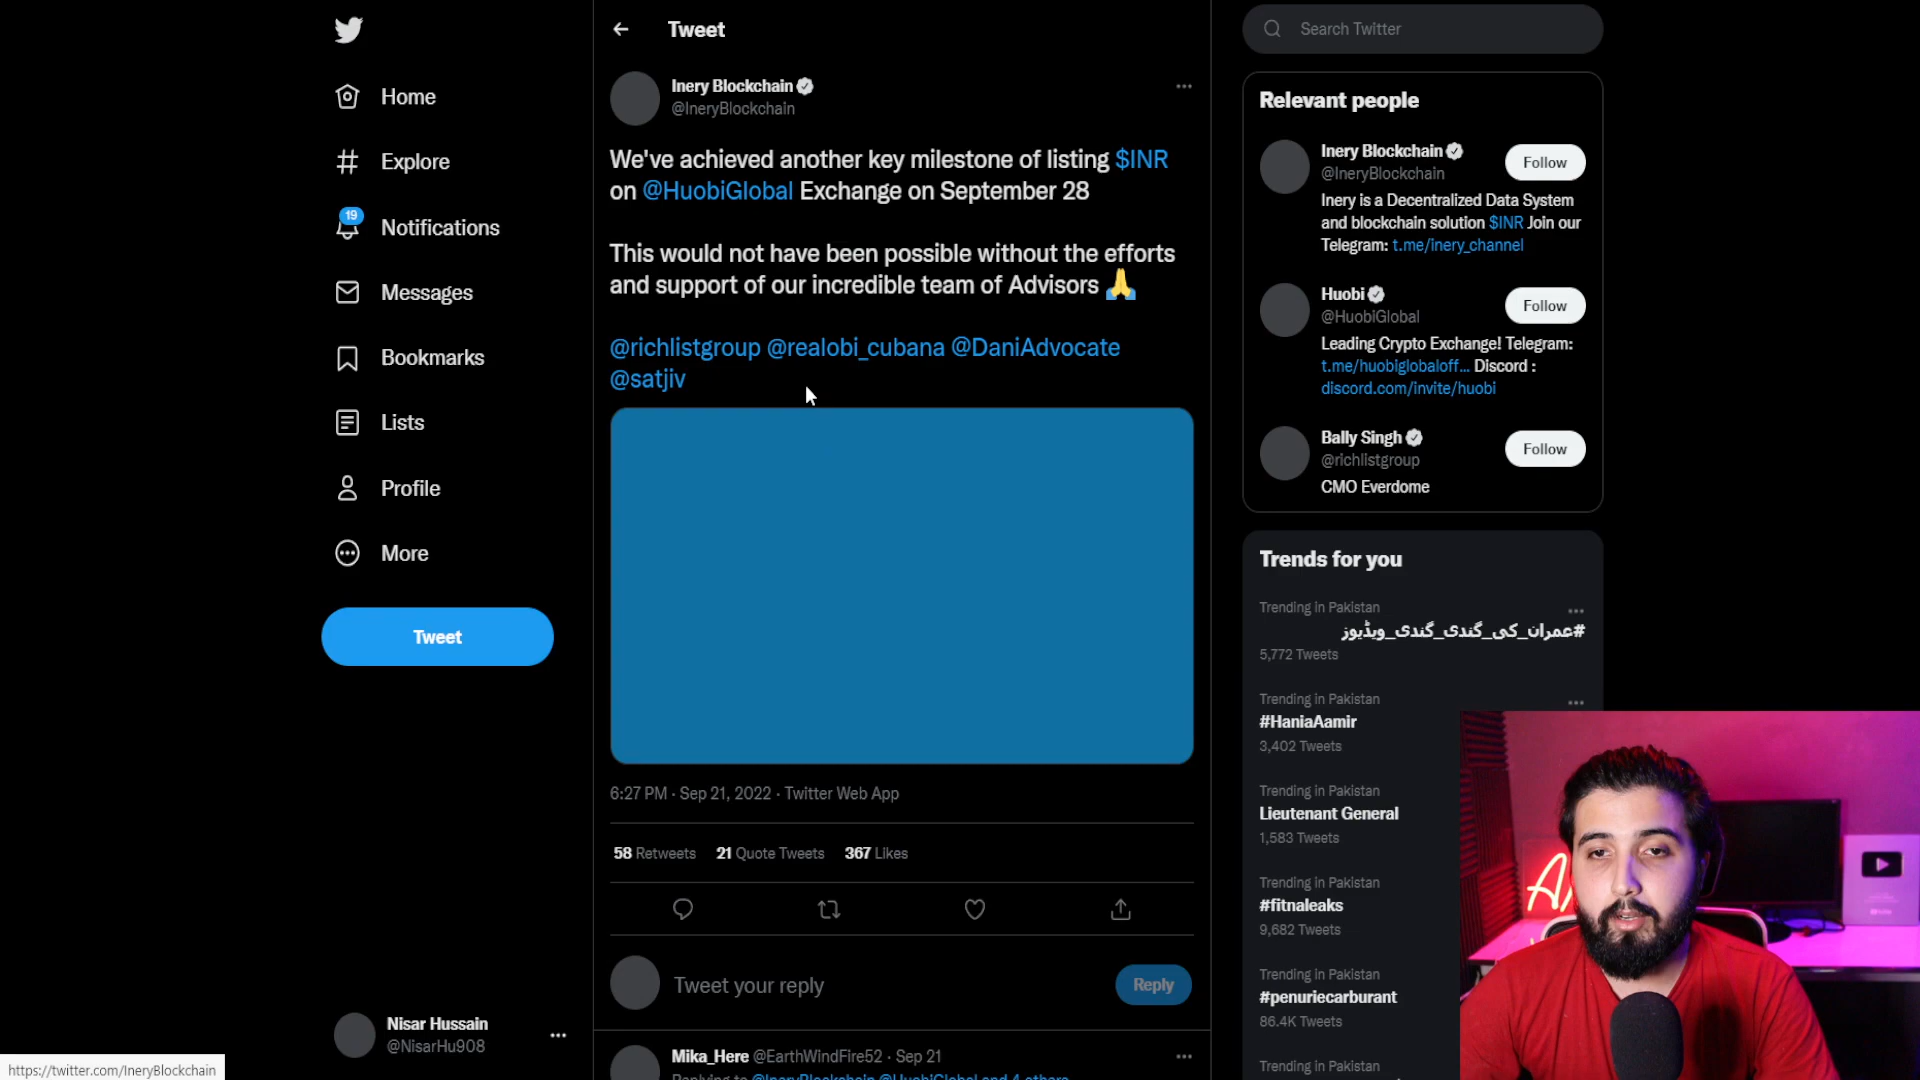 Home
Explore
19
Notifications
Messages
Bookmarks
Lists
Profile
More
Tweet
Nisar Hussain
@NisarHu908
https://twitter.com/IneryBlockchain
Tweet
Inery Blockchain
@IneryBlockchain
We've achieved another key milestone of listing $INR
on @HuobiGlobal Exchange on September 28
This would not have been possible without the efforts
and support of our incredible team of Advisors 🙏
@richlistgroup @realobi_cubana @DaniAdvocate
@satjiv
6:27 PM · Sep 21, 2022 · Twitter Web App
58 Retweets 21 Quote Tweets 367 Likes
Tweet your reply
Reply
Mika_Here @EarthWindFire52 · Sep 21
Replying to @IneryBlockchain @HuobiGlobal and 4 others
Search Twitter
Relevant people
Inery Blockchain
@IneryBlockchain
Follow
Inery is a Decentralized Data System
and blockchain solution $INR Join our
Telegram: t.me/inery_channel
Huobi
@HuobiGlobal
Follow
Leading Crypto Exchange! Telegram:
t.me/huobiglobaloff... Discord :
discord.com/invite/huobi
Bally Singh
@richlistgroup
Follow
CMO Everdome
Trends for you
Trending in Pakistan
#عمران_کی_گندی_گندی_ویڈیوز
5,772 Tweets
Trending in Pakistan
#HaniaAamir
3,402 Tweets
Trending in Pakistan
Lieutenant General
1,583 Tweets
Trending in Pakistan
#fitnaleaks
9,682 Tweets
Trending in Pakistan
#penuriecarburant
86.4K Tweets
Trending in Pakistan